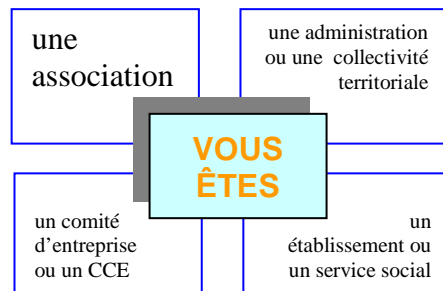 une
association
une administration
ou une collectivité
territoriale
VOUS
ÊTES
un comité
d'entreprise
ou un CCE
un
établissement ou
un service social